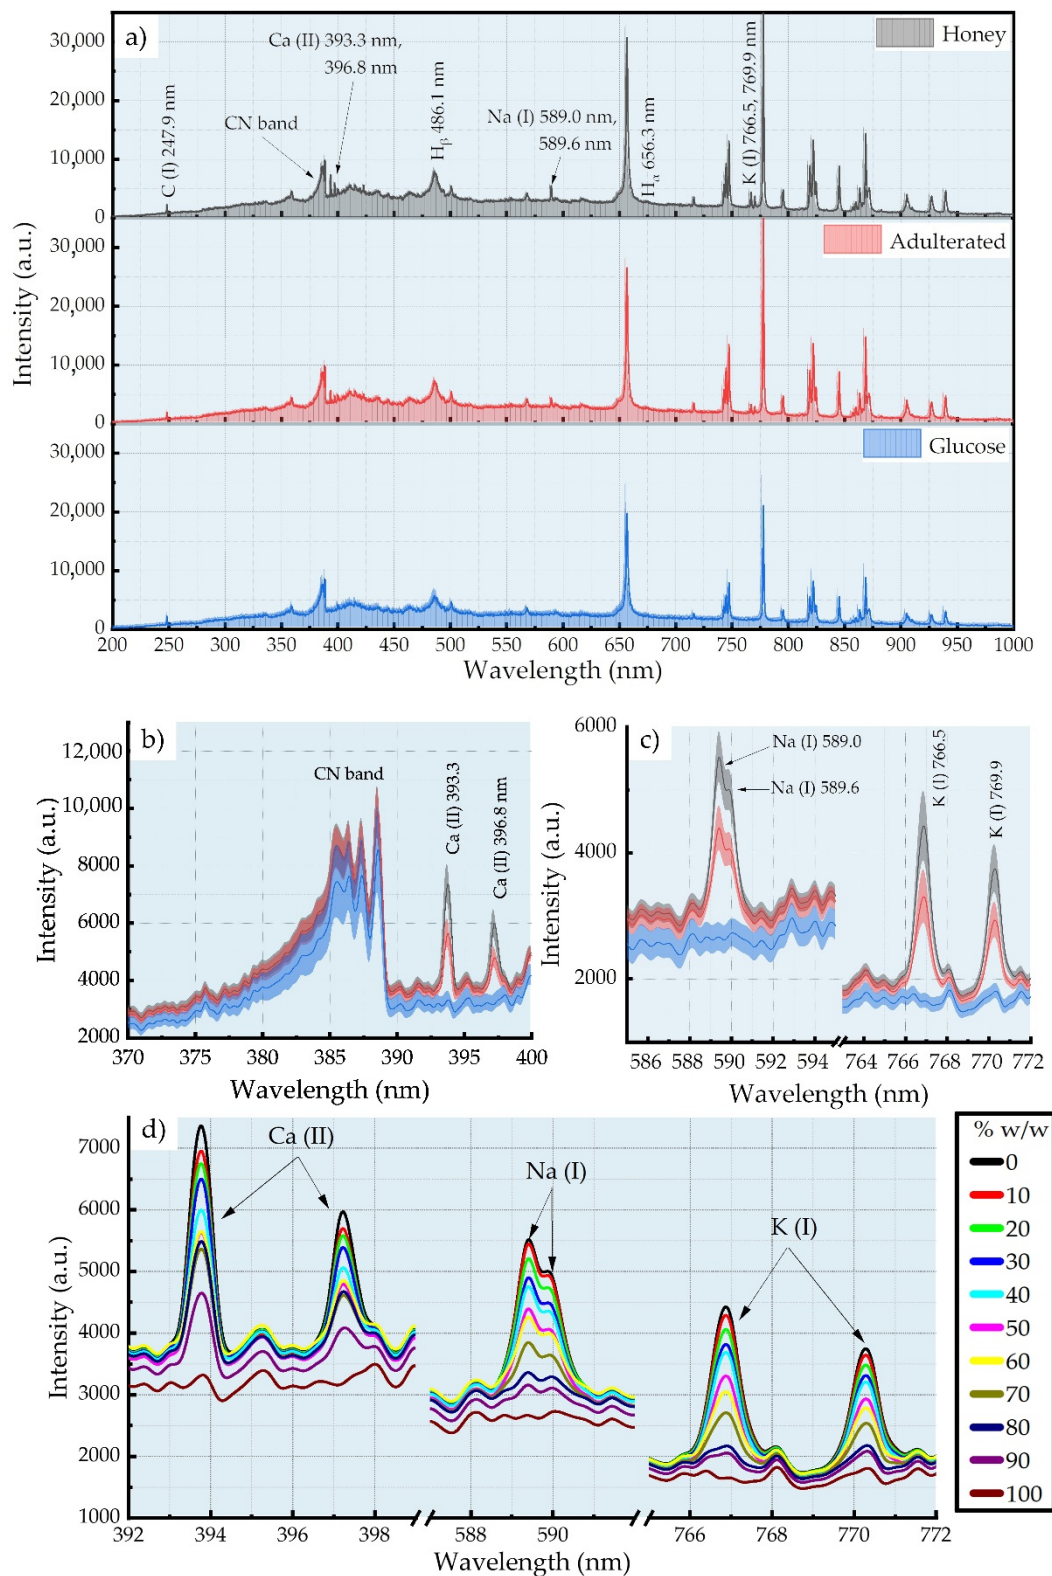 a)
Honey
Ca (II) 393.3 nm,
396.8 nm
CN band
C (I) 247.9 nm
Hβ 486.1 nm
Na (I) 589.0 nm,
589.6 nm
Hα 656.3 nm
K (I) 766.5, 769.9 nm
30,000
20,000
10,000
0
Adulterated
30,000
20,000
10,000
0
Glucose
30,000
20,000
10,000
0
Intensity (a.u.)
200 250 300 350 400 450 500 550 600 650 700 750 800 850 900 950 1000
Wavelength (nm)
b)
CN band
Ca (II) 393.3
Ca (II) 396.8 nm
12,000
10,000
8000
6000
4000
2000
Intensity (a.u.)
370 375 380 385 390 395 400
Wavelength (nm)
c)
Na (I) 589.0
Na (I) 589.6
K (I) 766.5
K (I) 769.9
6000
4000
2000
Intensity (a.u.)
586 588 590 592 594 764 766 768 770 772
Wavelength (nm)
d)
Ca (II)
Na (I)
K (I)
7000
6000
5000
4000
3000
2000
1000
Intensity (a.u.)
392 394 396 398 588 590 766 768 770 772
Wavelength (nm)
% w/w
0
10
20
30
40
50
60
70
80
90
100